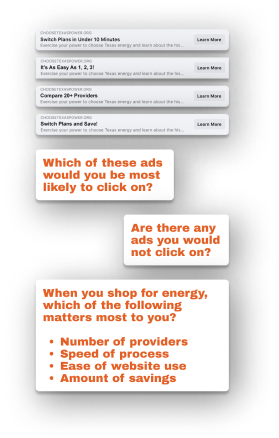 CHOOSETEXASPOWER.ORG
Switch Plans in Under 10 Minutes
Exercise your power to choose Texas energy and learn about the his...
Learn More
CHOOSETEXASPOWER.ORG
It's As Easy As 1, 2, 3!
Exercise your power to choose Texas energy and learn about the his...
Learn More
CHOOSETEXASPOWER.ORG
Compare 20+ Providers
Exercise your power to choose Texas energy and learn about the his...
Learn More
CHOOSETEXASPOWER.ORG
Switch Plans and Save!
Exercise your power to choose Texas energy and learn about the his...
Learn More
Which of these ads
would you be most
likely to click on?
Are there any
ads you would
not click on?
When you shop for energy,
which of the following
matters most to you?
• Number of providers
• Speed of process
• Ease of website use
• Amount of savings